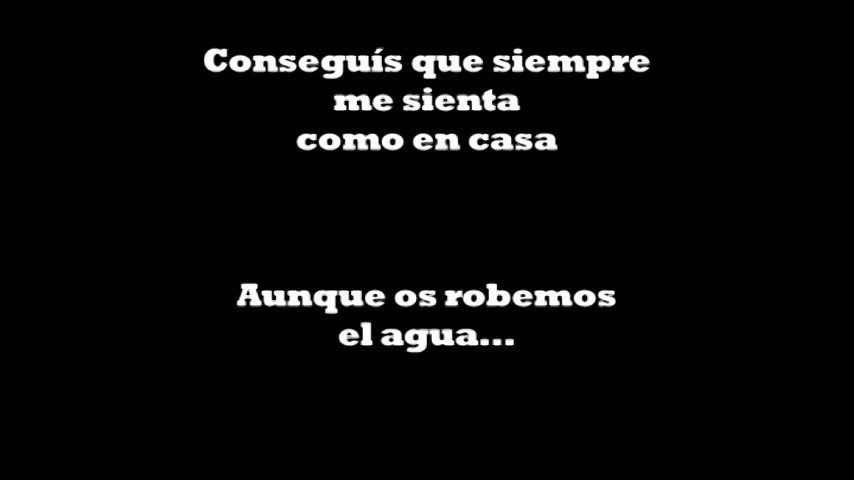 Conseguís que siempre
me sienta
como en casa
Aunque os robemos
el agua...